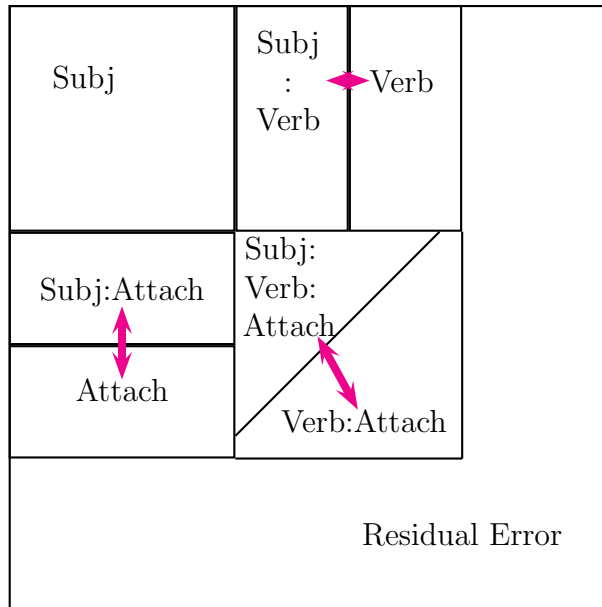 Subj
Subj
:
Verb
Verb
Subj:Attach
Attach
Subj:
Verb:
Attach
Verb:Attach
Residual Error